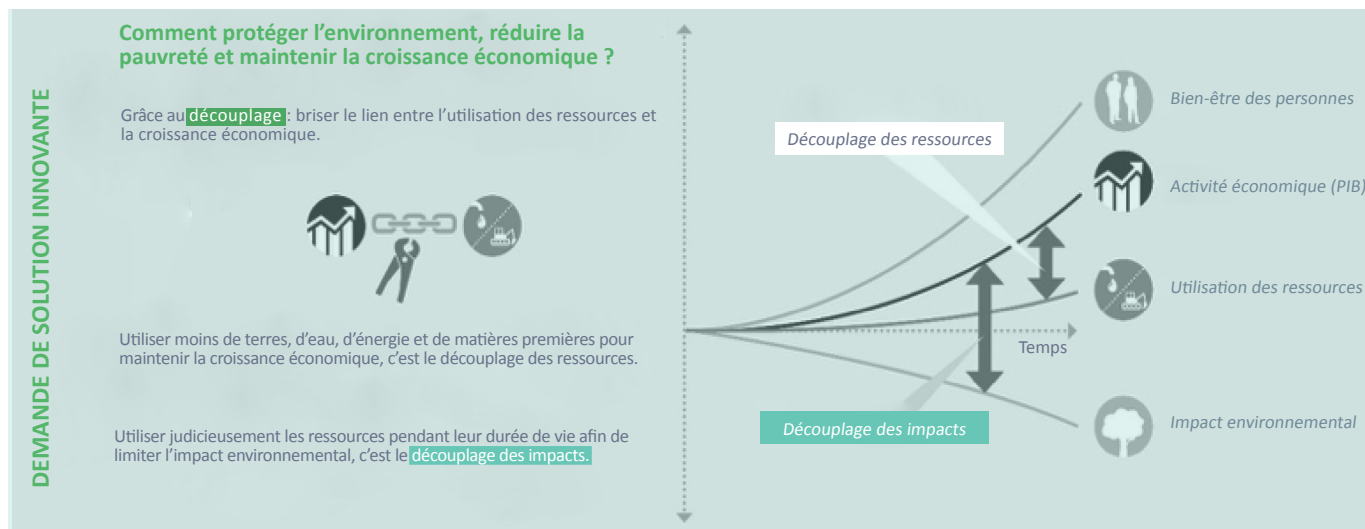 DEMANDE DE SOLUTION INNOVANTE
Comment protéger l’environnement, réduire la
pauvreté et maintenir la croissance économique ?
Grâce au découplage : briser le lien entre l’utilisation des ressources et
la croissance économique.
Utiliser moins de terres, d’eau, d’énergie et de matières premières pour
maintenir la croissance économique, c’est le découplage des ressources.
Utiliser judicieusement les ressources pendant leur durée de vie afin de
limiter l’impact environnemental, c’est le découplage des impacts.
Découplage des ressources
Bien-être des personnes
Activité économique (PIB)
Utilisation des ressources
Temps
Découplage des impacts
Impact environnemental